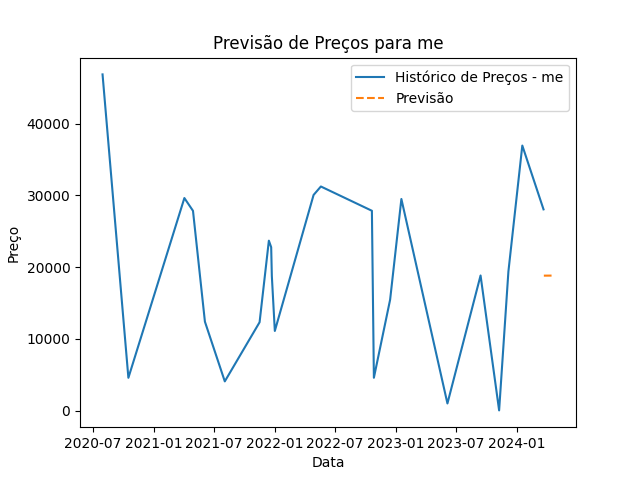 Previsão de Preços para me
Histórico de Preços - me
Previsão
Preço
40000
30000
20000
10000
0
2020-07 2021-01 2021-07 2022-01 2022-07 2023-01 2023-07 2024-01
Data